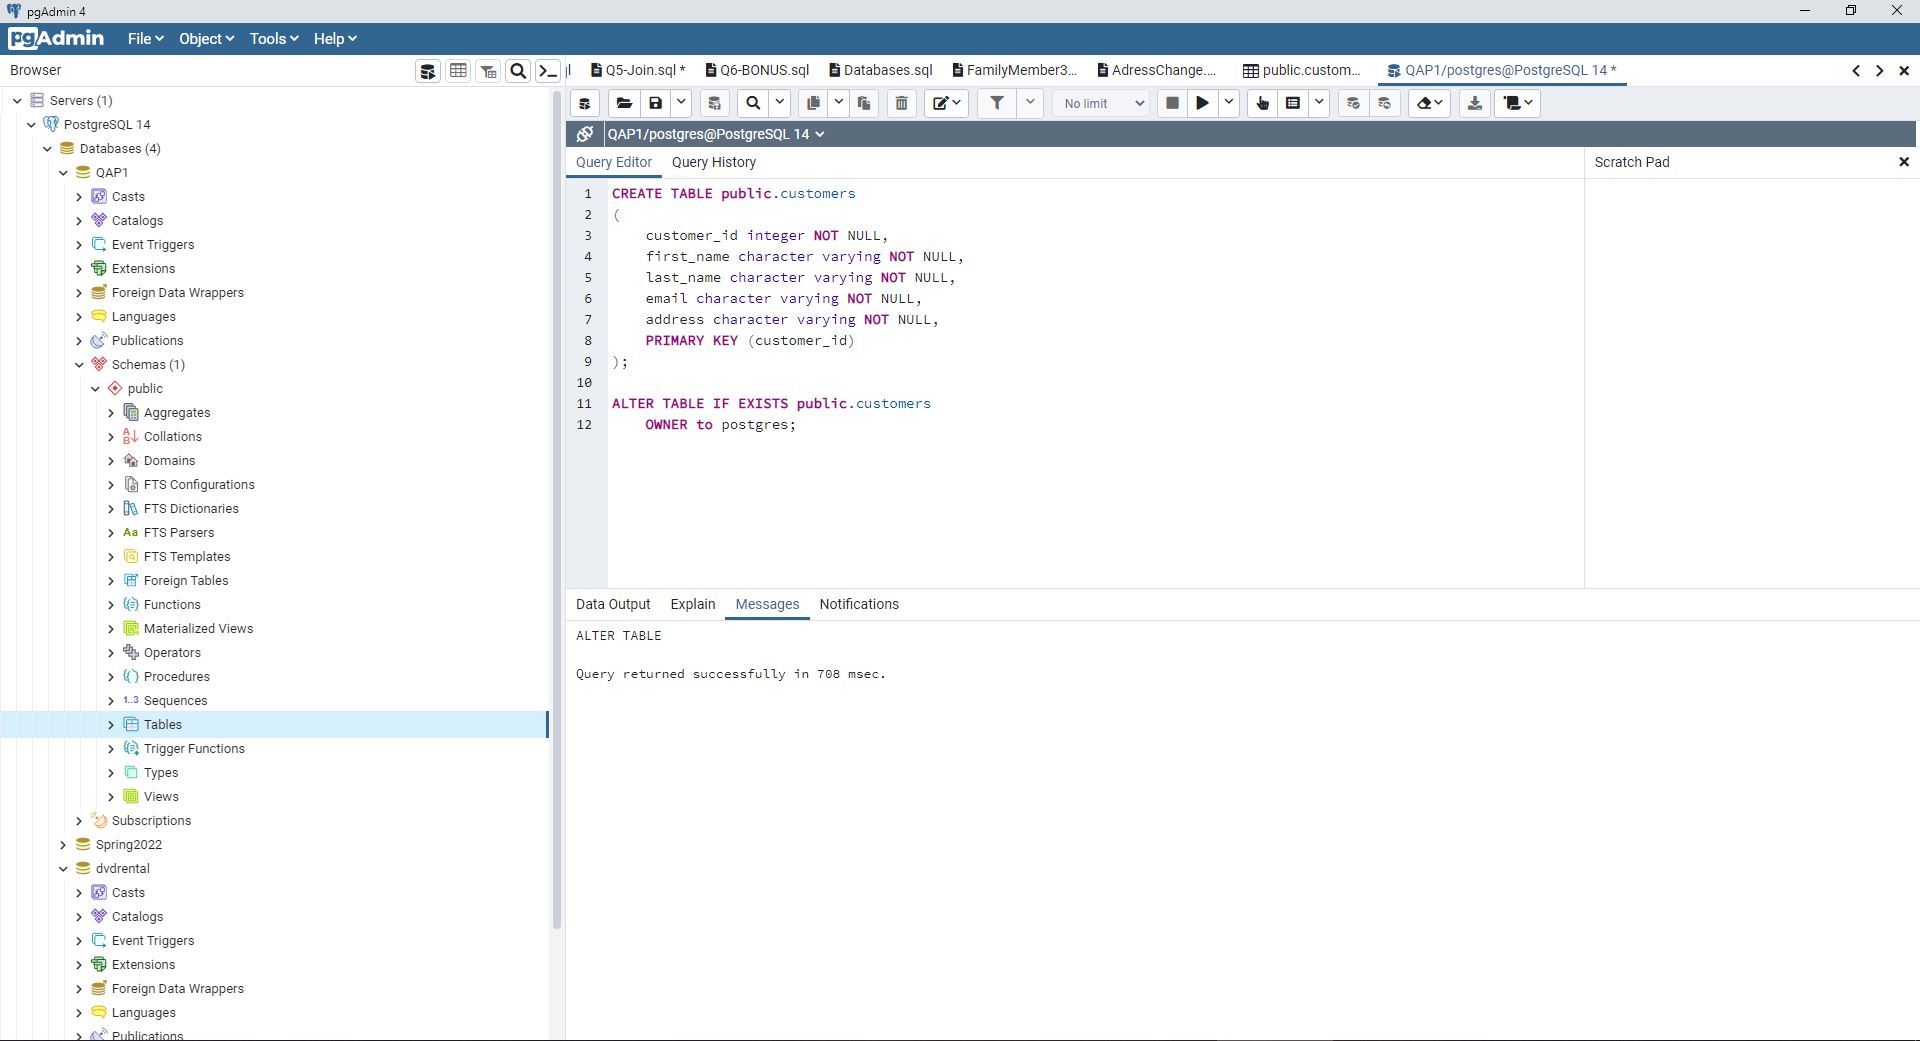 pgAdmin 4
pgAdmin File Object Tools Help
Browser
Q5-Join.sql * Q6-BONUS.sql Databases.sql FamilyMember3... AdressChange.... public.custom... QAP1/postgres@PostgreSQL 14 *
No limit
QAP1/postgres@PostgreSQL 14
Query Editor Query History
Scratch Pad
Servers (1)
PostgreSQL 14
Databases (4)
QAP1
Casts
Catalogs
Event Triggers
Extensions
Foreign Data Wrappers
Languages
Publications
Schemas (1)
public
Aggregates
Collations
Domains
FTS Configurations
FTS Dictionaries
Aa FTS Parsers
FTS Templates
Foreign Tables
Functions
Materialized Views
Operators
Procedures
1..3 Sequences
Tables
Trigger Functions
Types
Views
Subscriptions
Spring2022
dvdrental
Casts
Catalogs
Event Triggers
Extensions
Foreign Data Wrappers
Languages
Publications
1 CREATE TABLE public.customers
2 (
3 customer_id integer NOT NULL,
4 first_name character varying NOT NULL,
5 last_name character varying NOT NULL,
6 email character varying NOT NULL,
7 address character varying NOT NULL,
8 PRIMARY KEY (customer_id)
9 );
10
11 ALTER TABLE IF EXISTS public.customers
12 OWNER to postgres;
Data Output Explain Messages Notifications
ALTER TABLE
Query returned successfully in 708 msec.